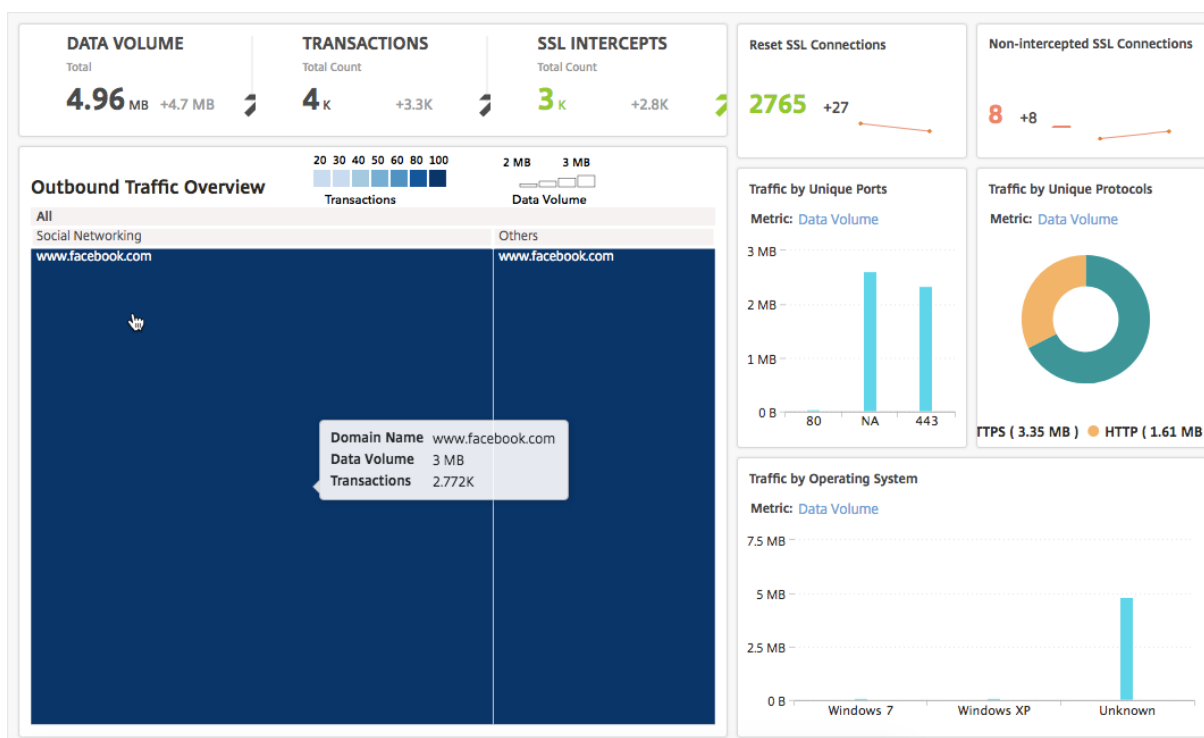 DATA VOLUME
Total
4.96 MB +4.7 MB
TRANSACTIONS
Total Count
4 K +3.3K
SSL INTERCEPTS
Total Count
3 K +2.8K
Reset SSL Connections
2765 +27
Non-intercepted SSL Connections
8 +8
Outbound Traffic Overview
20 30 40 50 60 80 100
Transactions
2 MB 3 MB
Data Volume
All
Social Networking Others
www.facebook.com www.facebook.com
Domain Name www.facebook.com
Data Volume 3 MB
Transactions 2.772K
Traffic by Unique Ports
Metric: Data Volume
3 MB
2 MB
1 MB
0 B
80 NA 443
Traffic by Unique Protocols
Metric: Data Volume
TTPS ( 3.35 MB ) HTTP ( 1.61 MB
Traffic by Operating System
Metric: Data Volume
7.5 MB
5 MB
2.5 MB
0 B
Windows 7 Windows XP Unknown